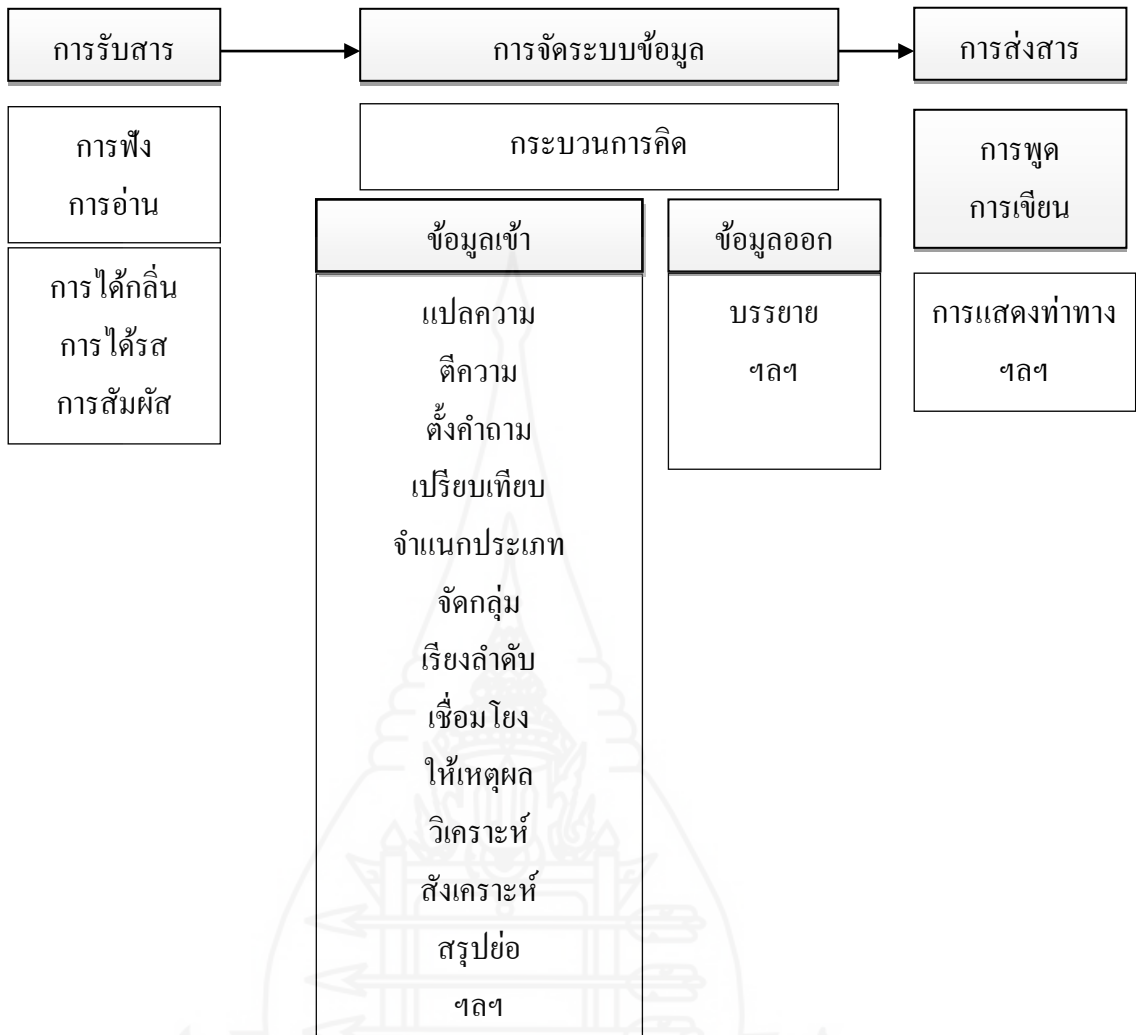 การรับสาร
การจัดระบบข้อมูล
การส่งสาร
การฟัง
การอ่าน
การได้กลิ่น
การได้รส
การสัมผัส
กระบวนการคิด
ข้อมูลเข้า
แปลความ
ตีความ
ตั้งคำถาม
เปรียบเทียบ
จำแนกประเภท
จัดกลุ่ม
เรียงลำดับ
เชื่อมโยง
ให้เหตุผล
วิเคราะห์
สังเคราะห์
สรุปย่อ
ฯลฯ
ข้อมูลออก
บรรยาย
ฯลฯ
การพูด
การเขียน
การแสดงท่าทาง
ฯลฯ